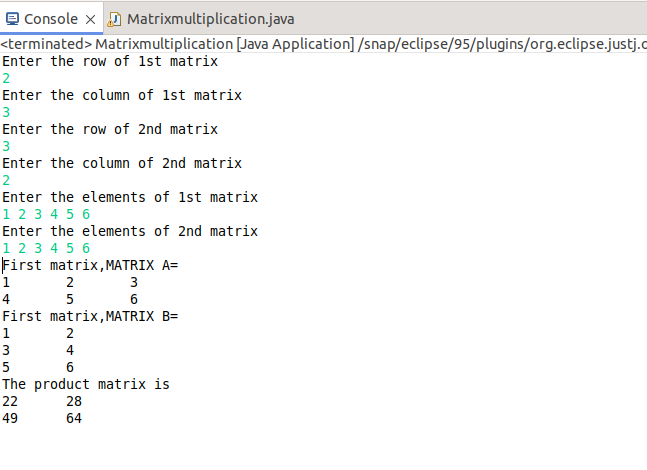 Console Matrixmultiplication.java
<terminated> Matrixmultiplication [Java Application] /snap/eclipse/95/plugins/org.eclipse.justj.o
Enter the row of 1st matrix
2
Enter the column of 1st matrix
3
Enter the row of 2nd matrix
3
Enter the column of 2nd matrix
2
Enter the elements of 1st matrix
1 2 3 4 5 6
Enter the elements of 2nd matrix
1 2 3 4 5 6
First matrix,MATRIX A=
1 2 3
4 5 6
First matrix,MATRIX B=
1 2
3 4
5 6
The product matrix is
22 28
49 64